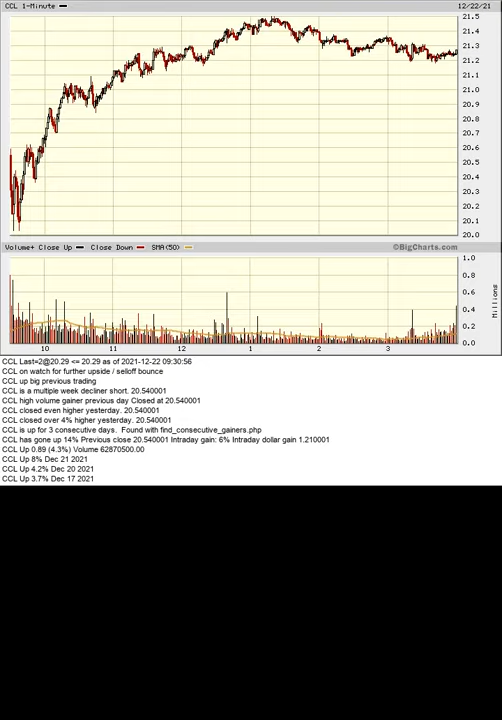 CCL 1-Minute 12/22/21
21.5
21.4
21.3
21.2
21.1
21.0
20.9
20.8
20.7
20.6
20.5
20.4
20.3
20.2
20.1
20.0
Volume+ Close Up Close Down SMA(50) ©BigCharts.com
1.0
0.8
0.6
0.4
0.2
0.0
Millions
10 11 12 1 2 3
CCL Last=2@20.29 <= 20.29 as of 2021-12-22 09:30:56
CCL on watch for further upside / selloff bounce
CCL up big previous trading
CCL is a multiple week decliner short. 20.540001
CCL high volume gainer previous day Closed at 20.540001
CCL closed even higher yesterday. 20.540001
CCL closed over 4% higher yesterday. 20.540001
CCL is up for 3 consecutive days. Found with find_consecutive_gainers.php
CCL has gone up 14% Previous close 20.540001 Intraday gain: 6% Intraday dollar gain 1.210001
CCL Up 0.89 (4.3%) Volume 62870500.00
CCL Up 8% Dec 21 2021
CCL Up 4.2% Dec 20 2021
CCL Up 3.7% Dec 17 2021